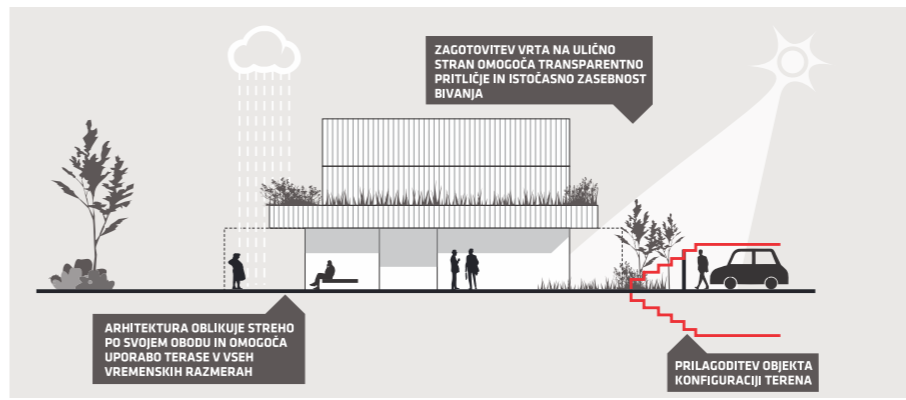 ZAGOTOVITEV VRTA NA ULIČNO
STRAN OMOGOČA TRANSPARENTNO
PRITLIČJE IN ISTOČASNO ZASEBNOST
BIVANJA
ARHITEKTURA OBLIKUJE STREHO
PO SVOJEM OBODU IN OMOGOČA
UPORABO TERASE V VSEH
VREMENSKIH RAZMERAH
PRILAGODITEV OBJEKTA
KONFIGURACIJI TERENA